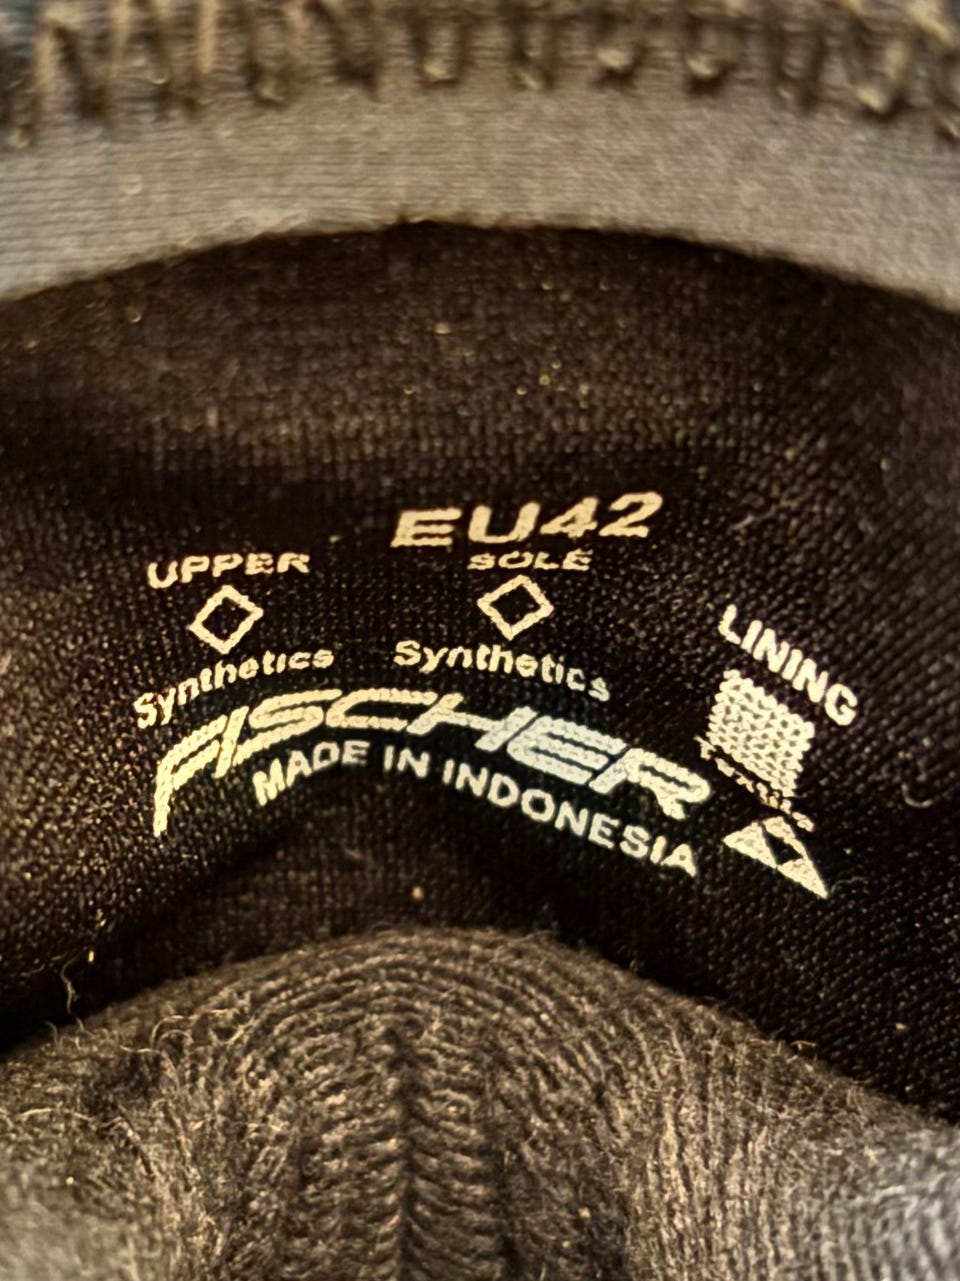 EU42
UPPER
SOLE
LINING
Synthetics
Synthetics
FISCHER
MADE IN INDONESIA